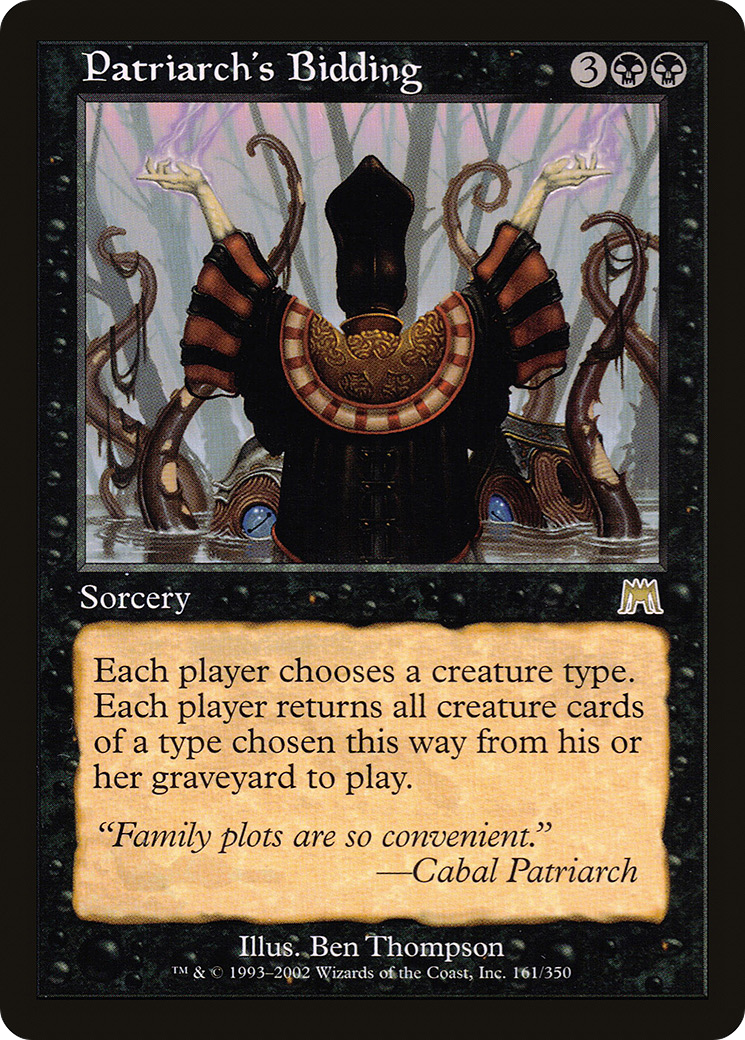 Patriarch's Bidding
3
Sorcery
Each player chooses a creature type.
Each player returns all creature cards
of a type chosen this way from his or
her graveyard to play.
“Family plots are so convenient.”
—Cabal Patriarch
Illus. Ben Thompson
™ & © 1993–2002 Wizards of the Coast, Inc. 161/350